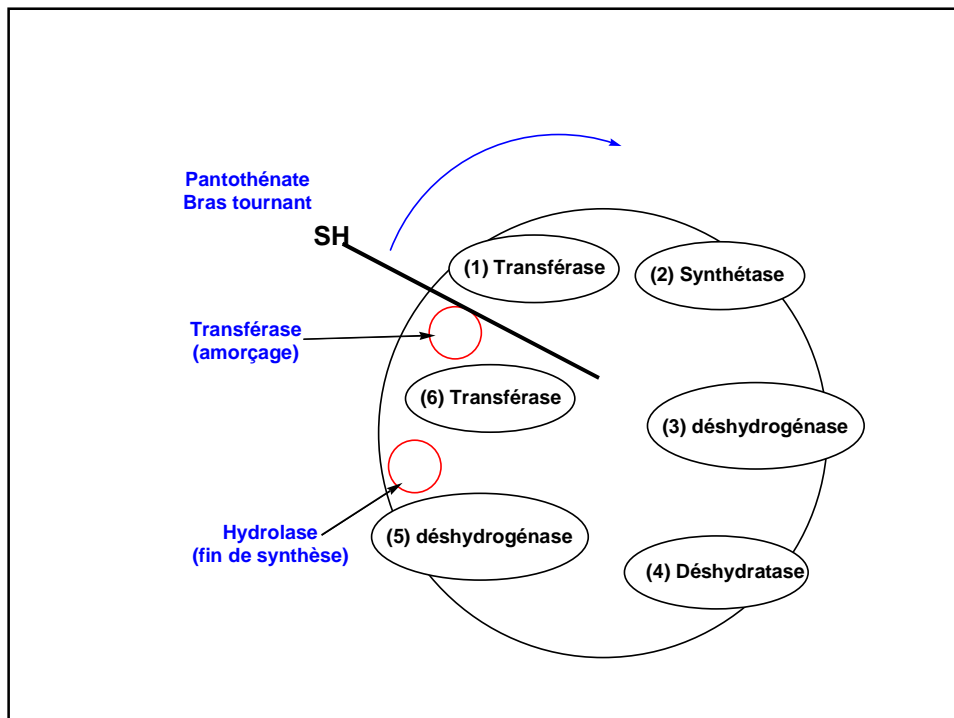 Pantothénate
Bras tournant
SH
(1) Transférase
(2) Synthétase
Transférase
(amorçage)
(6) Transférase
(3) déshydrogénase
Hydrolase
(fin de synthèse)
(5) déshydrogénase
(4) Déshydratase